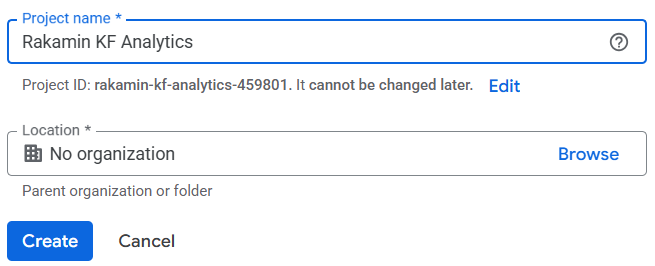 Project name *
Rakamin KF Analytics
Project ID: rakamin-kf-analytics-459801. It cannot be changed later. Edit
Location *
No organization Browse
Parent organization or folder
Create Cancel